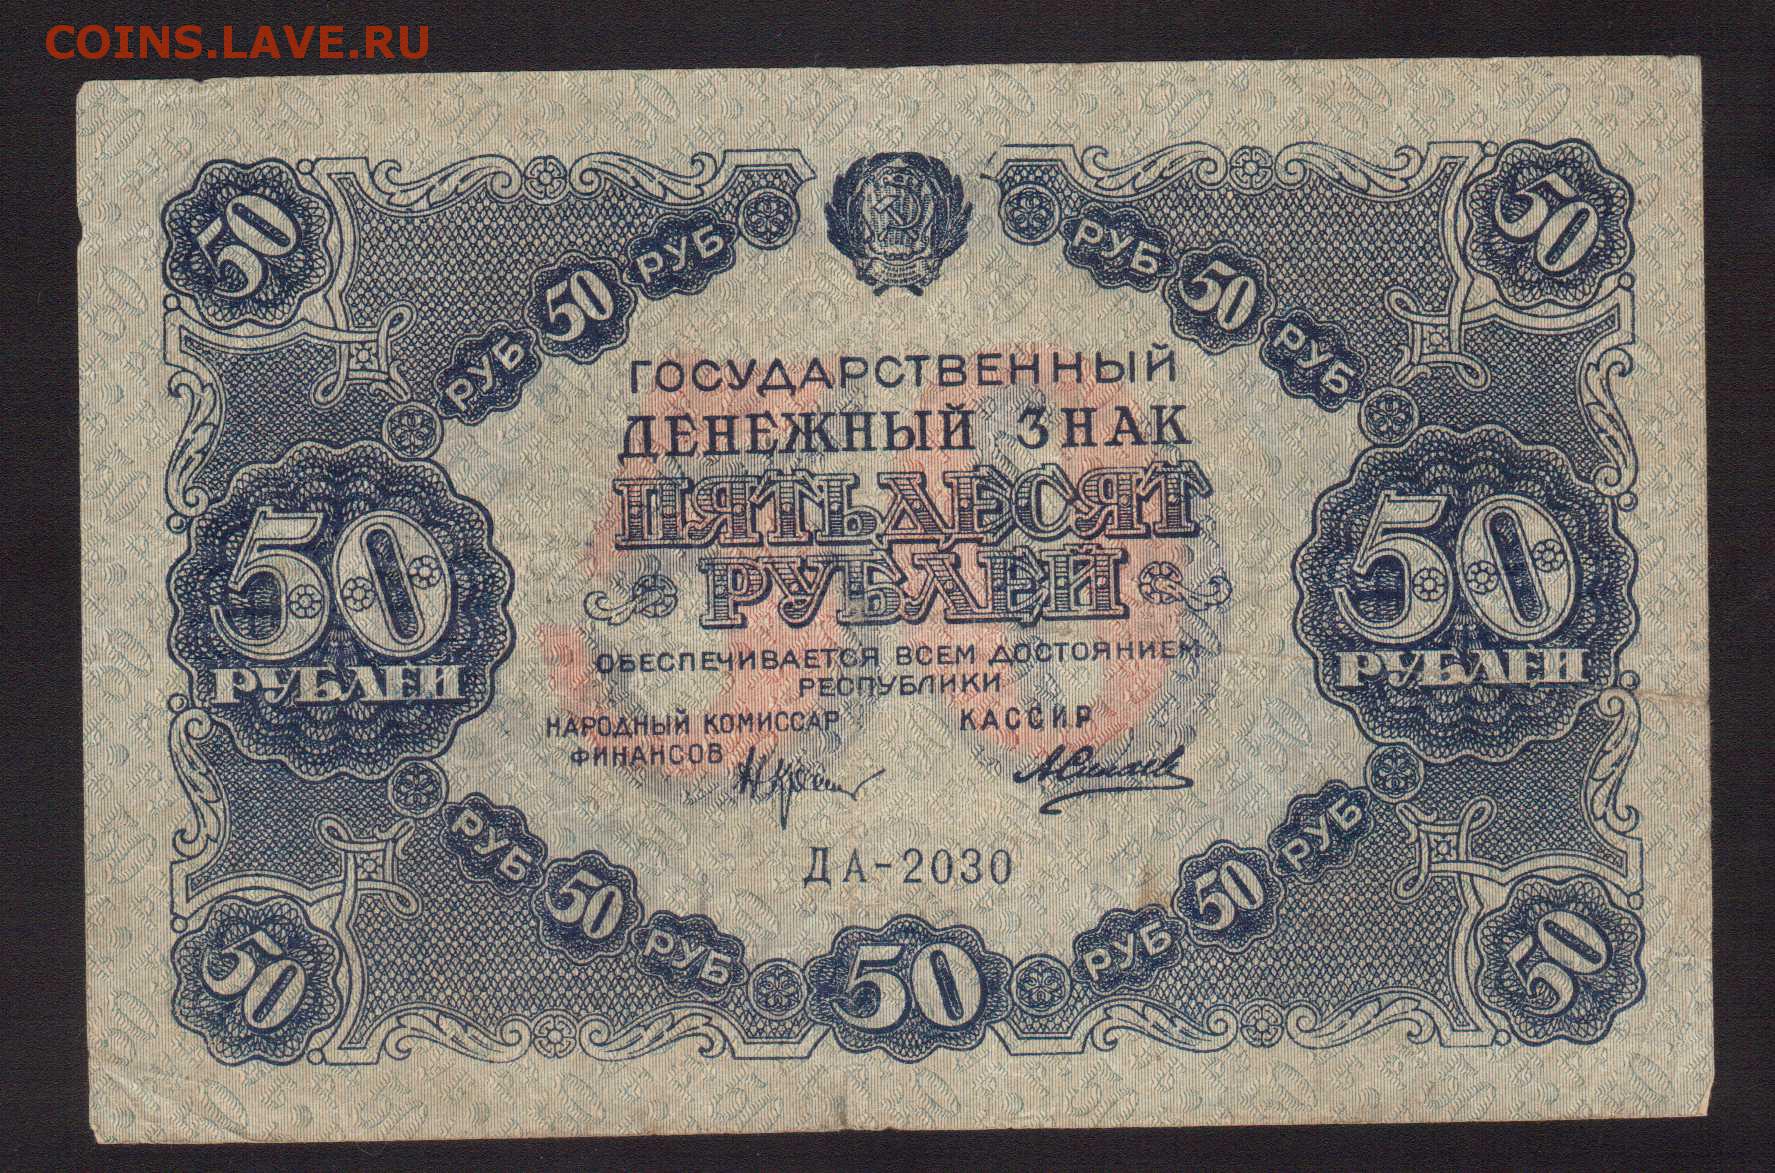 COINS.LAVE.RU
50 50
РУБ 50 РУБ РУБ 50 РУБ
ГОСУДАРСТВЕННЫЙ
ДЕНЕЖНЫЙ ЗНАК
ПЯТЬДЕСЯТ
РУБЛЕЙ
50 РУБЛЕЙ
50 РУБЛЕЙ
ОБЕСПЕЧИВАЕТСЯ ВСЕМ ДОСТОЯНИЕМ
РЕСПУБЛИКИ
НАРОДНЫЙ КОМИССАР
ФИНАНСОВ
КАССИР
ДА-2030
РУБ 50 РУБ РУБ 50 РУБ
50 50 50